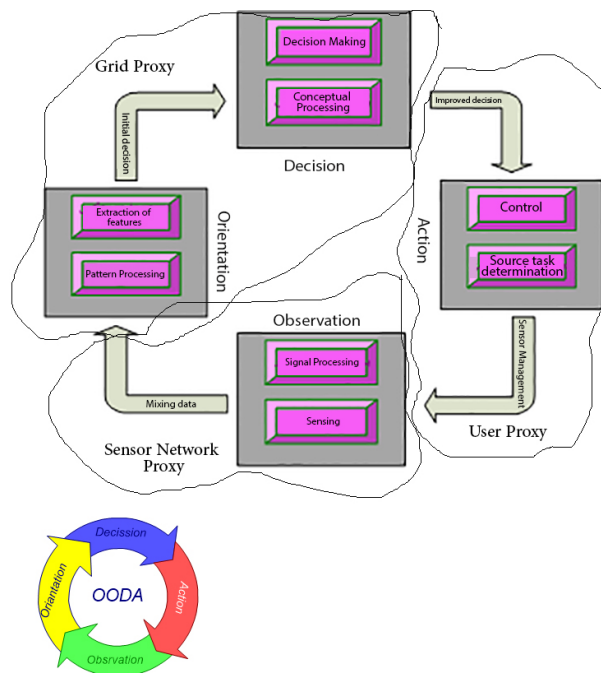 Decision Making
Grid Proxy
Conceptual
Processing
Initial decision
Improved decision
Decision
Extraction of
features
Pattern Processing
Orientation
Action
Control
Source task
determination
Observation
Signal Processing
Sensing
Mixing data
Sensor Management
Sensor Network
Proxy
User Proxy
Decission
Oriantation
OODA
Action
Obsrvation